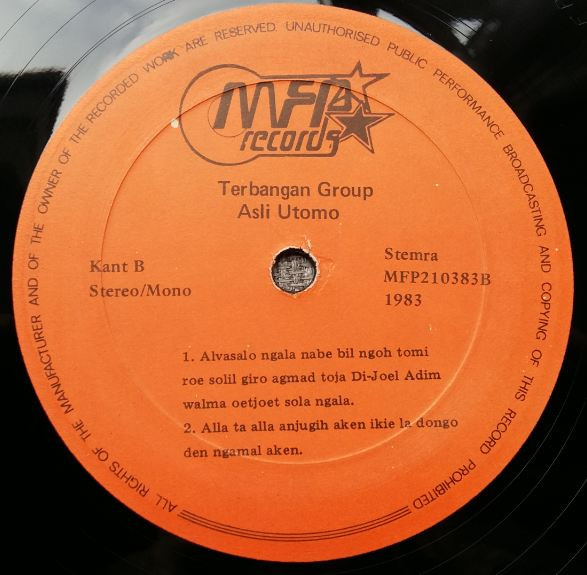 ALL RIGHTS OF THE MANUFACTURER AND OF THE OWNER OF THE RECORDED WORK ARE RESERVED. UNAUTHORISED PUBLIC PERFORMANCE BROADCASTING AND COPYING OF THIS RECORD PROHIBITED
records
Terbangan Group
Asli Utomo
Kant B
Stereo/Mono
Stemra
MFP210383B
1983
1. Alvasalo ngala nabe bil ngoh tomi
roe solil giro agmad toja Di-Joel Adim
walma oetjoet sola ngala.
2. Alla ta alla anjugih aken ikie la dongo
den ngamal aken.